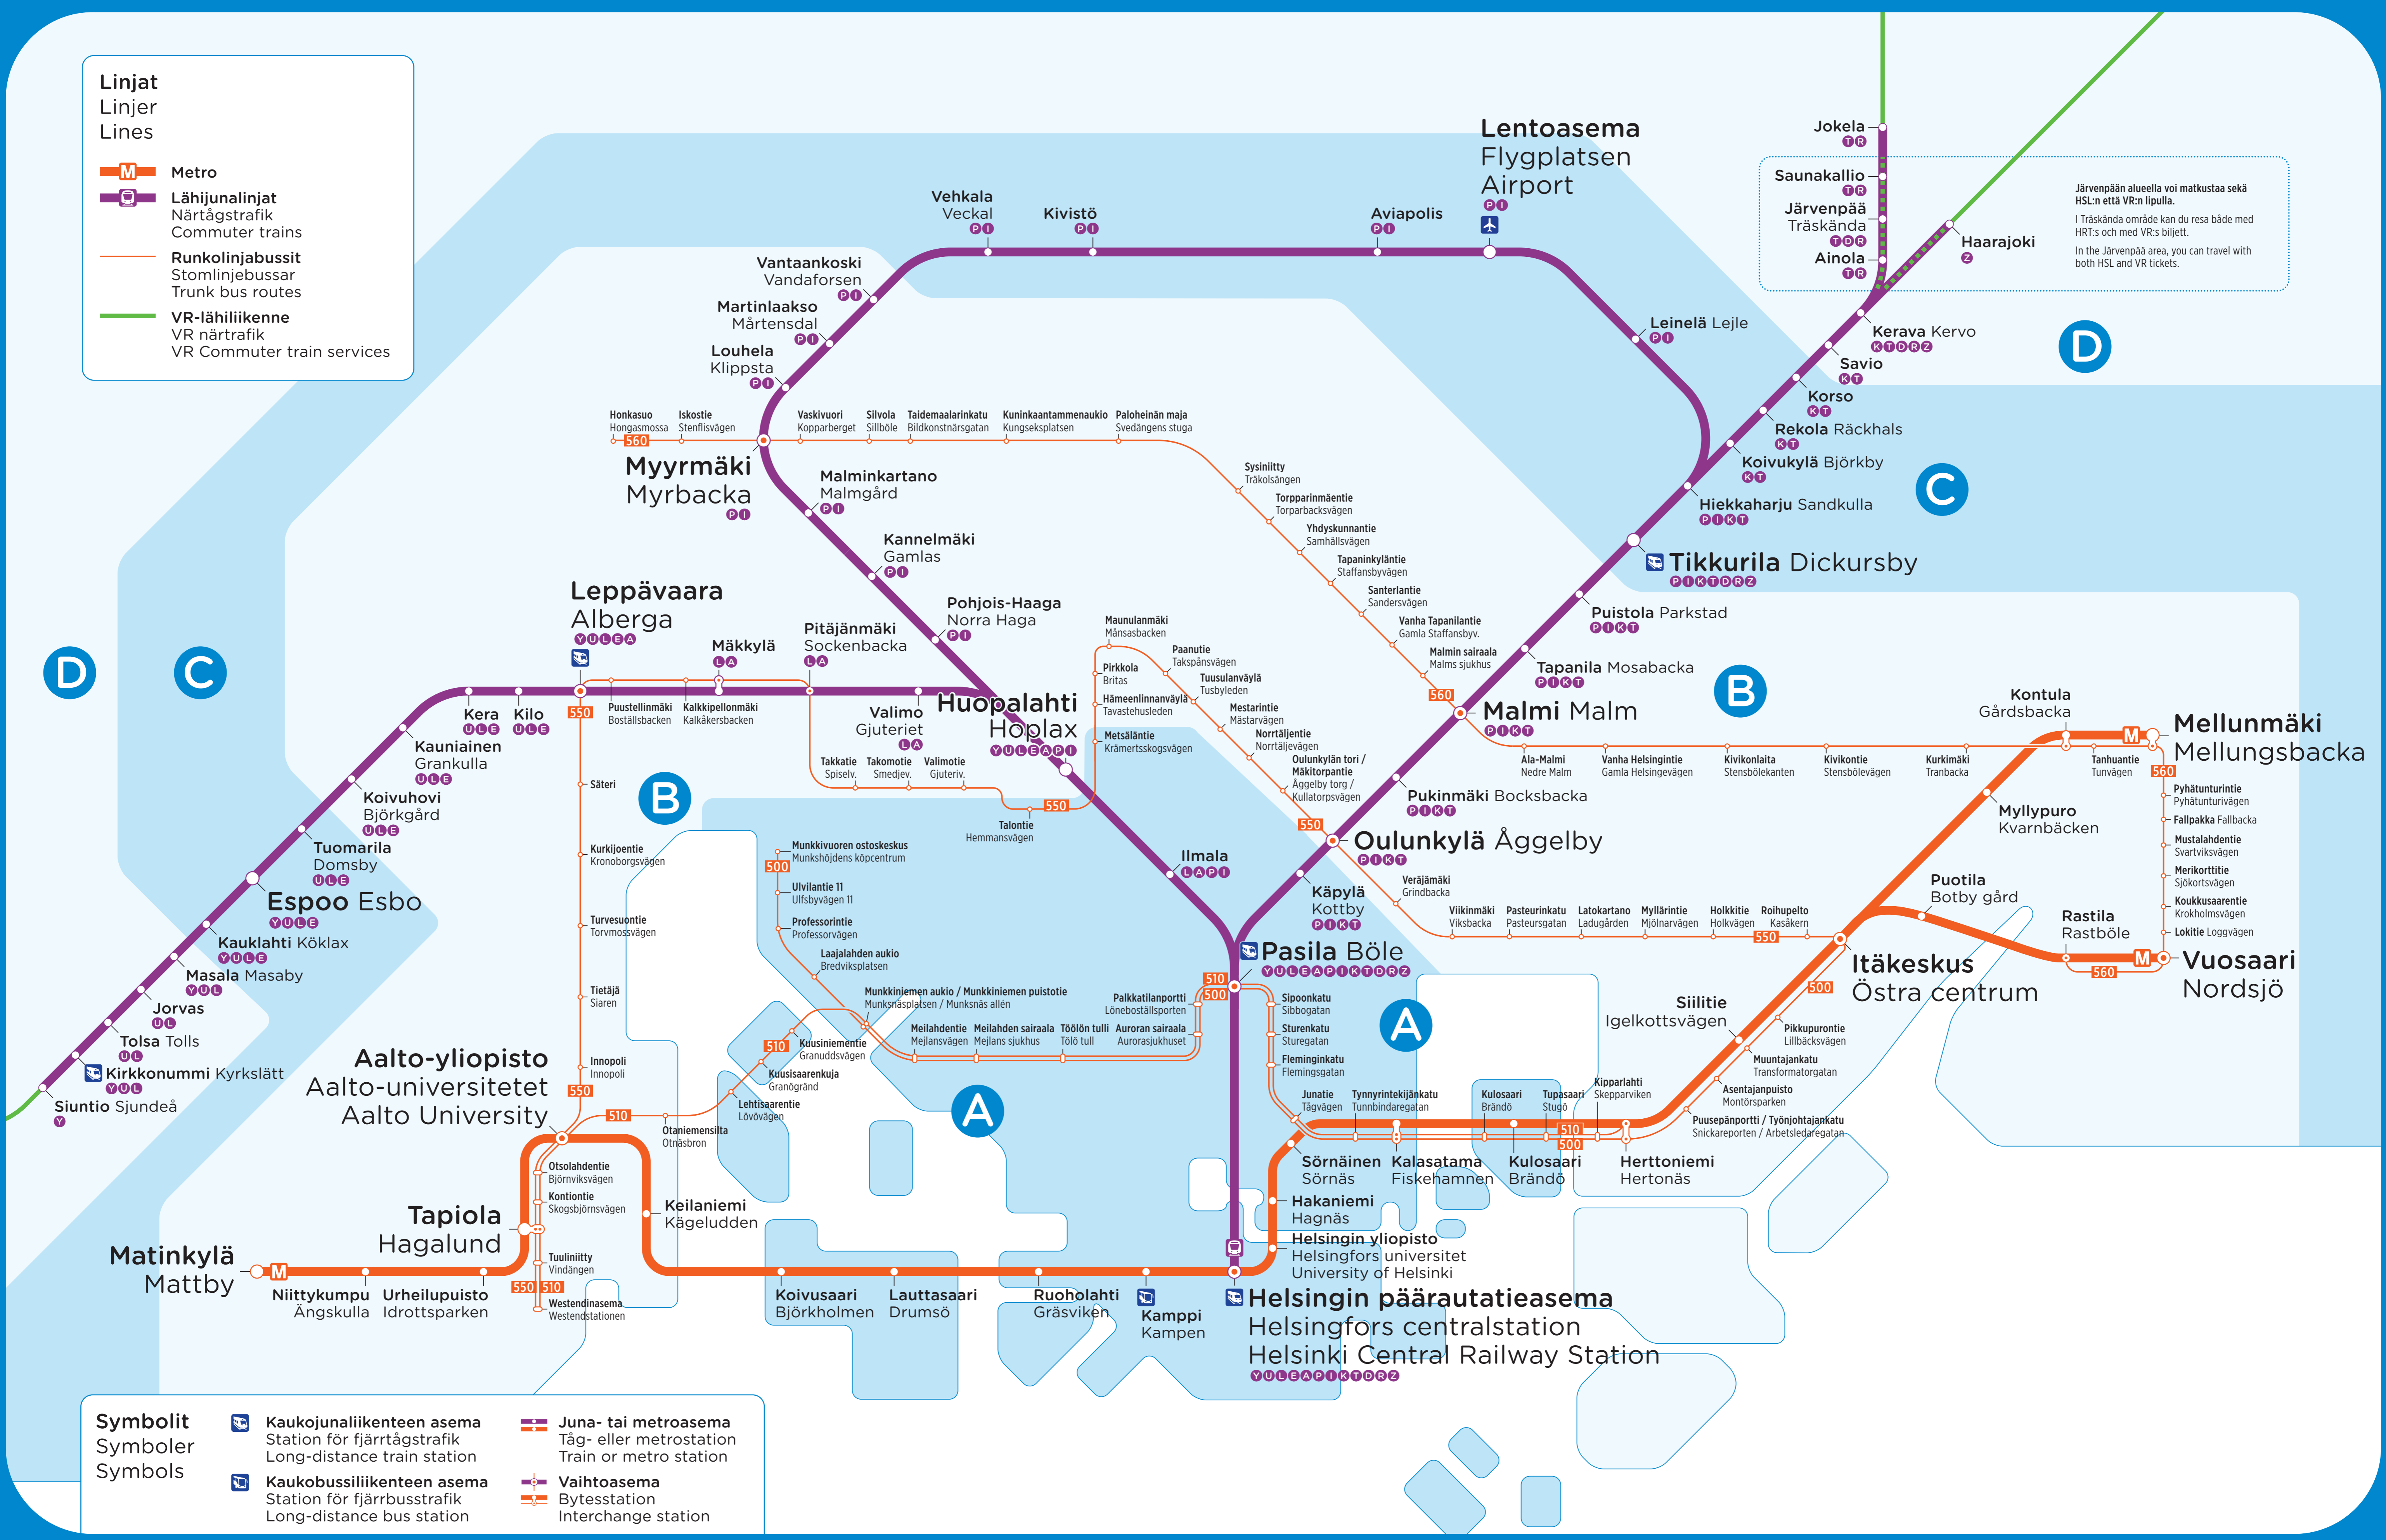 Linjat
Linjer
Lines
M
Metro
Lähijunalinjat
Närtågstrafik
Commuter trains
Runkolinjabussit
Stomlinjebussar
Trunk bus routes
VR-lähiliikenne
VR närtrafik
VR Commuter train services
Lentoasema
Flygplatsen
Airport
P I
Vehkala
Veckal
P I
Kivistö
P I
Aviapolis
P I
Vantaankoski
Vandaforsen
P I
Martinlaakso
Mårtensdal
P I
Louhela
Klippsta
P I
Leinelä Lejle
P I
Jokela
T R
Saunakallio
T R
Järvenpää
Träskända
T D R
Ainola
T R
Haarajoki
Z
Järvenpään alueella voi matkustaa sekä
HSL:n että VR:n lipulla.
I Träskända område kan du resa både med
HRT:s och med VR:s biljett.
In the Järvenpää area, you can travel with
both HSL and VR tickets.
Kerava Kervo
K T D R Z
Savio
K T
Korso
K T
Rekola Räckhals
K T
Koivukylä Björkby
K T
Hiekkaharju Sandkulla
P I K T
Tikkurila Dickursby
P I K T D R Z
Puistola Parkstad
P I K T
Tapanila Mosabacka
P I K T
Malmi Malm
P I K T
Pukinmäki Bocksbacka
P I K T
Oulunkylä Åggelby
P I K T
Käpylä
Kottby
P I K T
Pasila Böle
Y U L E A P I K T D R Z
D
C
B
A
D
C
B
A
Honkasuo
Hongasmossa
560
Iskostie
Stenflisvägen
Vaskivuori
Kopparberget
Silvola
Sillböle
Taidemaalarinkatu
Bildkonstnärsgatan
Kuninkaantammenaukio
Kungseksplatsen
Paloheinän maja
Svedängens stuga
Myyrmäki
Myrbacka
P I
Malminkartano
Malmgård
P I
Kannelmäki
Gamlas
P I
Pohjois-Haaga
Norra Haga
P I
Huopalahti
Hoplax
Y U L E A P I
Ilmala
L A P I
Sysiniitty
Träkolsängen
Torpparinmäentie
Torparbacksvägen
Yhdyskunnantie
Samhällsvägen
Tapaninkyläntie
Staffansbyvägen
Santerlantie
Sandersvägen
Vanha Tapanilantie
Gamla Staffansbyv.
Malmin sairaala
Malms sjukhus
560
Ala-Malmi
Nedre Malm
Vanha Helsingintie
Gamla Helsingevägen
Kivikonlaita
Stensbölekanten
Kivikontie
Stensbölevägen
Kurkimäki
Tranbacka
Kontula
Gårdsbacka
Tanhuantie
Tunvägen
M
Mellunmäki
Mellungsbacka
560
Pyhätunturintie
Pyhätunturivägen
Fallpakka Fallbacka
Mustalahdentie
Svartviksvägen
Merikorttitie
Sjökortsvägen
Koukkusaarentie
Krokholmsvägen
Lokitie Loggvägen
M
Vuosaari
Nordsjö
560
Rastila
Rastböle
Puotila
Botby gård
Myllypuro
Kvarnbäcken
Itäkeskus
Östra centrum
Leppävaara
Alberga
Y U L E A
Mäkkylä
L A
Pitäjänmäki
Sockenbacka
L A
Valimo
Gjuteriet
L A
Kera
U L E
Kilo
U L E
550
Puustellinmäki
Boställsbacken
Kalkkipellonmäki
Kalkåkersbacken
Kauniainen
Grankulla
U L E
Koivuhovi
Björkgård
U L E
Tuomarila
Domsby
U L E
Espoo Esbo
Y U L E
Kauklahti Köklax
Y U L E
Masala Masaby
Y U L
Jorvas
U L
Tolsa Tolls
U L
Kirkkonummi Kyrkslätt
Y U L
Siuntio Sjundeå
Y
Takkatie
Spiselv.
Takomotie
Smedjev.
Valimotie
Gjuteriv.
Talontie
Hemmansvägen
550
Maunulanmäki
Månsasbacken
Pirkkola
Britas
Hämeenlinnanväylä
Tavastehusleden
Metsäläntie
Krämertsskogsvägen
Paanutie
Takspånsvägen
Tuusulanväylä
Tusbyleden
Mestarintie
Mästarvägen
Norrtäljentie
Norrtäljevägen
Oulunkylän tori /
Mäkitorpantie
Åggelby torg /
Kullatorpsvägen
550
Veräjämäki
Grindbacka
Viikinmäki
Viksbacka
Pasteurinkatu
Pasteursgatan
Latokartano
Ladugården
Myllärintie
Mjölnarvägen
Holkkitie
Holkvägen
Roihupelto
Kasåkern
550
Säteri
Kurkijoentie
Kronoborgsvägen
Turvesuontie
Torvmossvägen
Tietäjä
Siaren
Innopoli
Innopoli
550
Munkkivuoren ostoskeskus
Munkshöjdens köpcentrum
500
Ulvilantie 11
Ulfsbyvägen 11
Professorintie
Professorvägen
Laajalahden aukio
Bredviksplatsen
Munkkiniemen aukio / Munkkiniemen puistotie
Munksnäsplatsen / Munksnäs allén
Meilahdentie
Mejlansvägen
Meilahden sairaala
Mejlans sjukhus
Töölön tulli
Tölö tull
Auroran sairaala
Aurorasjukhuset
Palkkatilanportti
Löneboställsporten
510
500
Sipoonkatu
Sibbogatan
Sturenkatu
Sturegatan
Fleminginkatu
Flemingsgatan
Junatie
Tågvägen
Tynnyrintekijänkatu
Tunnbindaregatan
Kulosaari
Brändö
Tupasaari
Stugö
Kipparlahti
Skepparviken
510
500
Puusepänportti / Työnjohtajankatu
Snickareporten / Arbetsledaregatan
Asentajanpuisto
Montörsparken
Muuntajankatu
Transformatorgatan
Pikkupurontie
Lillbäcksvägen
500
Siilitie
Igelkottsvägen
Herttoniemi
Hertonäs
Kulosaari
Brändö
Kalasatama
Fiskehamnen
Sörnäinen
Sörnäs
Hakaniemi
Hagnäs
Helsingin yliopisto
Helsingfors universitet
University of Helsinki
Helsingin päärautatieasema
Helsingfors centralstation
Helsinki Central Railway Station
Y U L E A P I K T D R Z
Kamppi
Kampen
Ruoholahti
Gräsviken
Lauttasaari
Drumsö
Koivusaari
Björkholmen
Keilaniemi
Kägeludden
Aalto-yliopisto
Aalto-universitetet
Aalto University
510
Otaniemensilta
Otnäsbron
Lehtisaarentie
Lövövägen
Kuusisaarenkuja
Granögränd
510
Kuusiniementie
Granuddsvägen
Otsolahdentie
Björnviksvägen
Kontiontie
Skogsbjörnsvägen
Tuuliniitty
Vindängen
550 510
Westendinasema
Westendstationen
Tapiola
Hagalund
Urheilupuisto
Idrottsparken
Niittykumpu
Ängskulla
M
Matinkylä
Mattby
Symbolit
Symboler
Symbols
Kaukojunaliikenteen asema
Station för fjärrtågstrafik
Long-distance train station
Kaukobussiliikenteen asema
Station för fjärrbusstrafik
Long-distance bus station
Juna- tai metroasema
Tåg- eller metrostation
Train or metro station
Vaihtoasema
Bytesstation
Interchange station